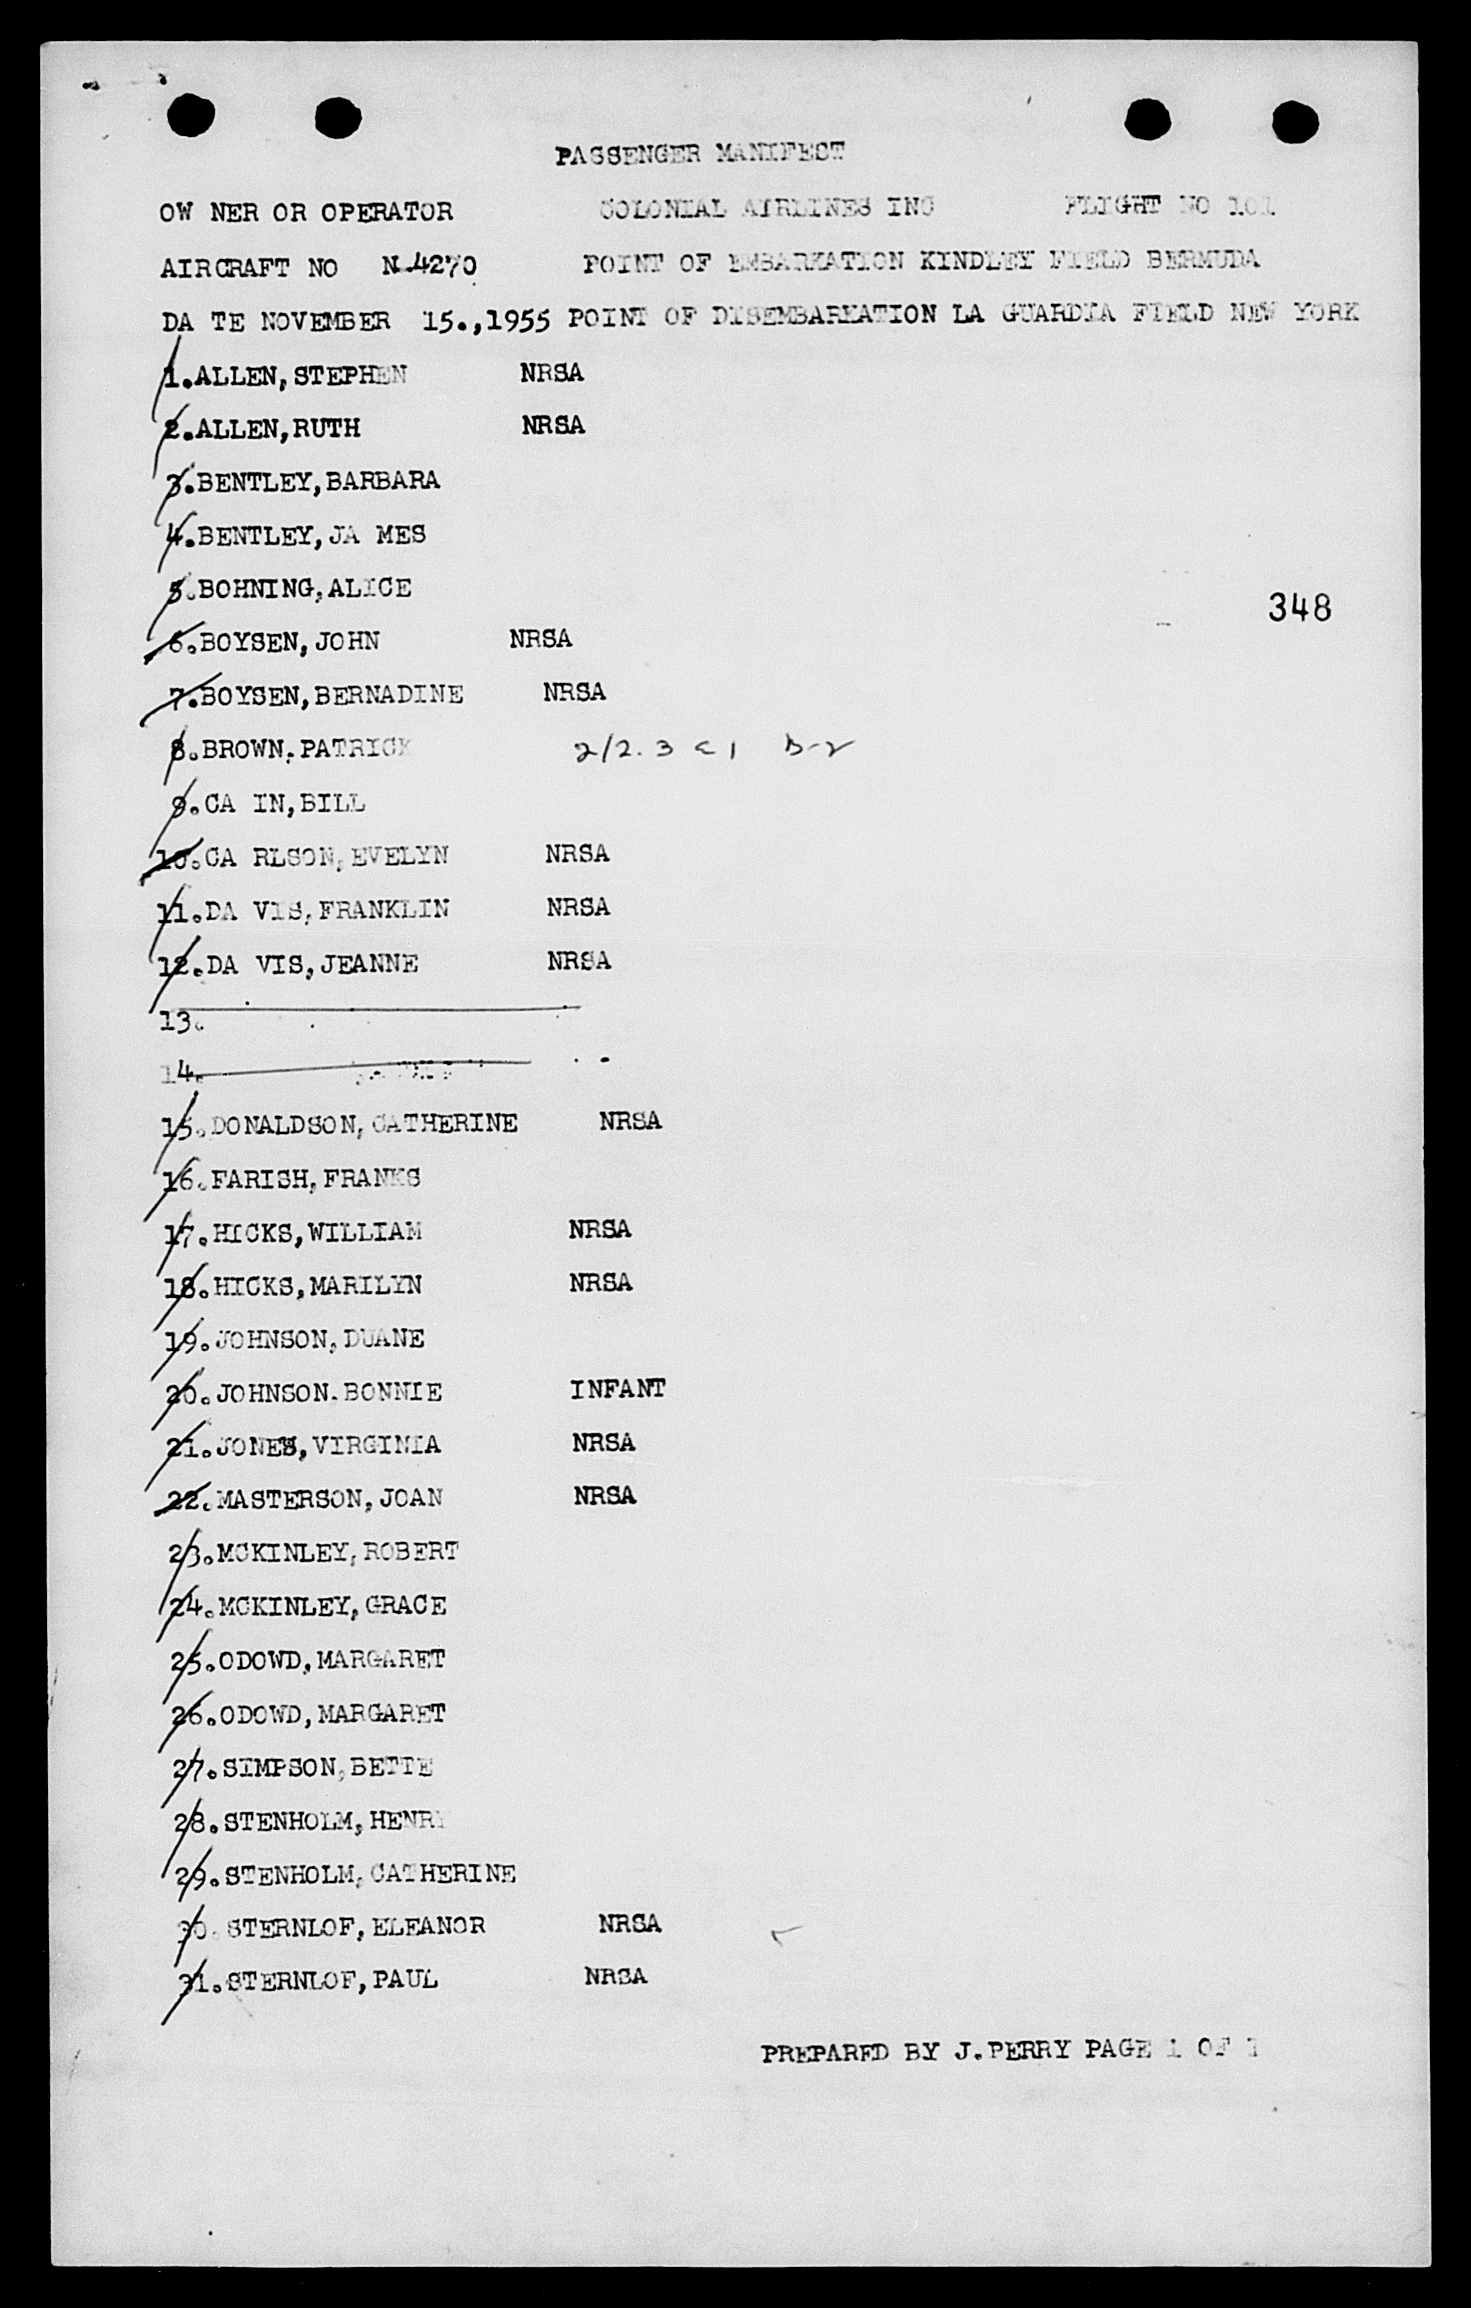 PASSENGER MANIFEST
OW NER OR OPERATOR COLONIAL AIRLINES INC FLIGHT NO 101
AIRCRAFT NO N.4270 POINT OF EMBARKATION KINDLEY FIELD BERMUDA
DA TE NOVEMBER 15.,1955 POINT OF DISEMBARKATION LA GUARDIA FIELD NEW YORK
1.ALLEN,STEPHEN NRSA
2.ALLEN,RUTH NRSA
3.BENTLEY,BARBARA
4.BENTLEY,JA MES
5.BOHNING,ALICE
348
6.BOYSEN,JOHN NRSA
7.BOYSEN,BERNADINE NRSA
8.BROWN.PATRICK 2/2.3
9.CA IN,BILL
10.CA RLSON,EVELYN NRSA
11.DA VIS,FRANKLIN NRSA
12.DA VIS,JEANNE NRSA
13.
14.
15.DONALDSON,CATHERINE NRSA
16.FARISH,FRANKS
17.HICKS,WILLIAM NRSA
18.HICKS,MARILYN NRSA
19.JOHNSON,DUANE
20.JOHNSON.BONNIE INFANT
21.JONES,VIRGINIA NRSA
22.MASTERSON,JOAN NRSA
23.MCKINLEY,ROBERT
24.MCKINLEY,GRACE
25.ODOWD,MARGARET
26.ODOWD,MARGARET
27.SIMPSON,BETTE
28.STENHOLM,HENRY
29.STENHOLM,CATHERINE
30.STERNLOF,ELEANOR NRSA
31.STERNLOF,PAUL NRSA
PREPARED BY J.PERRY PAGE 1 OF 1